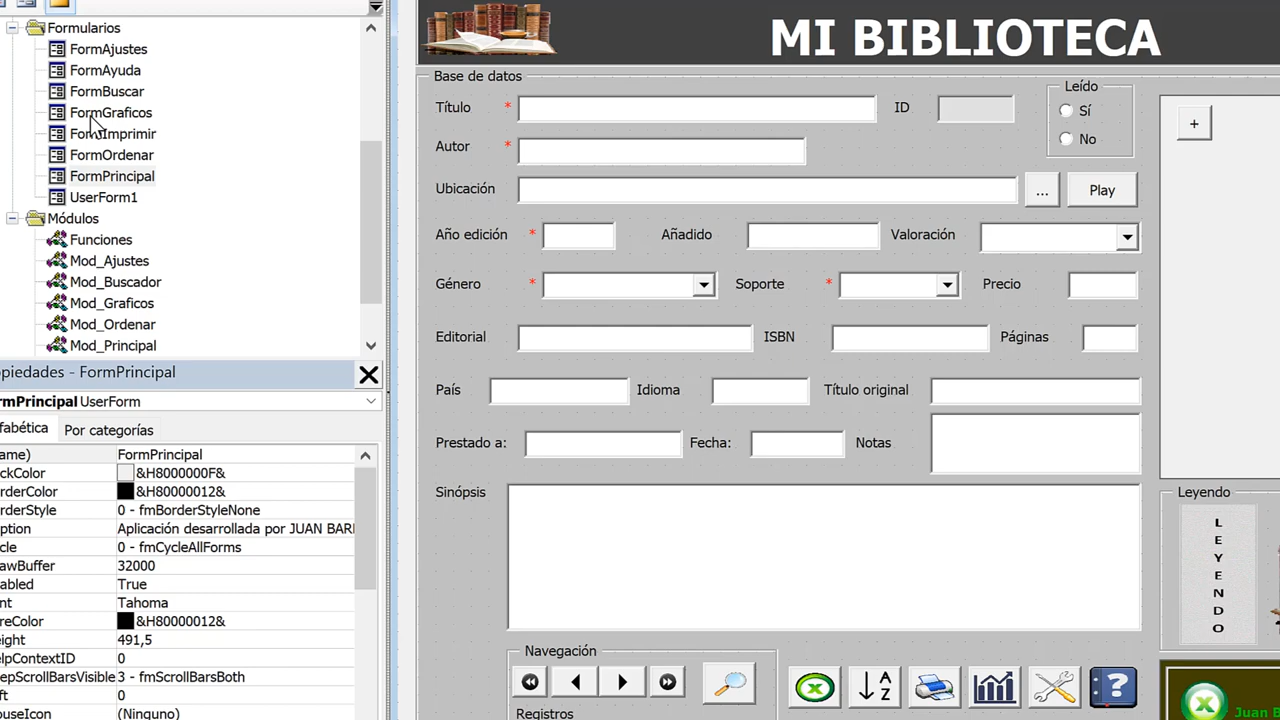 Formularios
FormAjustes
FormAyuda
FormBuscar
FormGraficos
FormImprimir
FormOrdenar
FormPrincipal
UserForm1
Módulos
Funciones
Mod_Ajustes
Mod_Buscador
Mod_Graficos
Mod_Ordenar
Mod_Principal
piedades - FormPrincipal
rmPrincipal UserForm
fabética Por categorías
ame) FormPrincipal
ckColor &H8000000F&
rderColor &H80000012&
rderStyle 0 - fmBorderStyleNone
ption Aplicación desarrollada por JUAN BAR
cle 0 - fmCycleAllForms
awBuffer 32000
abled True
nt Tahoma
reColor &H80000012&
eight 491,5
elpContextID 0
epScrollBarsVisible 3 - fmScrollBarsBoth
ft 0
ouseIcon (Ninguno)
MI BIBLIOTECA
Base de datos
Título * ID
Leído
Sí
No
+
Autor *
Ubicación ... Play
Año edición * Añadido Valoración
Género * Soporte * Precio
Editorial ISBN Páginas
País Idioma Título original
Prestado a: Fecha: Notas
Sinópsis
Leyendo
LEYENDO
Navegación
A
Z
?
Registros
Juan B